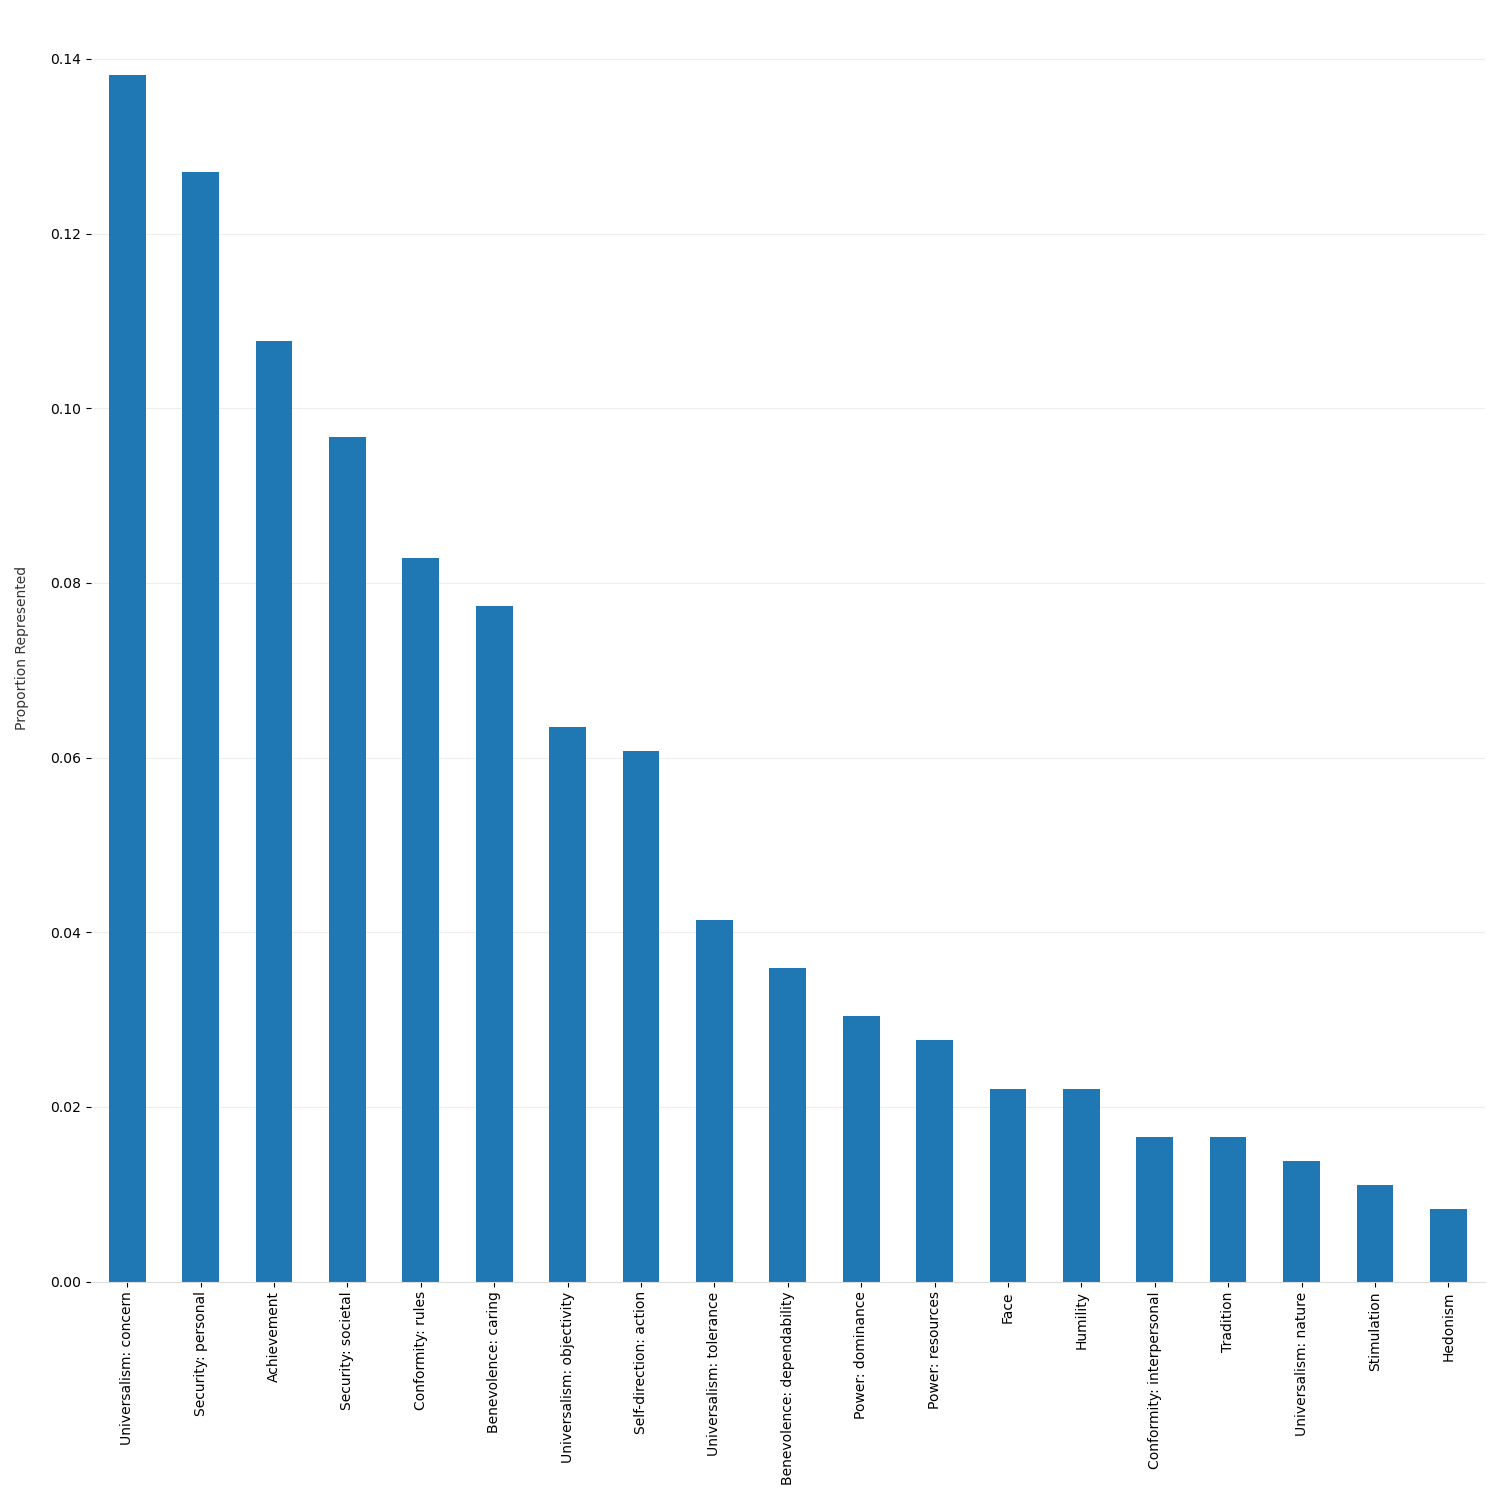 0.14
0.12
0.10
0.08
0.06
0.04
0.02
0.00
Proportion Represented
Universalism: concern
Security: personal
Achievement
Security: societal
Conformity: rules
Benevolence: caring
Universalism: objectivity
Self-direction: action
Universalism: tolerance
Benevolence: dependability
Power: dominance
Power: resources
Face
Humility
Conformity: interpersonal
Tradition
Universalism: nature
Stimulation
Hedonism